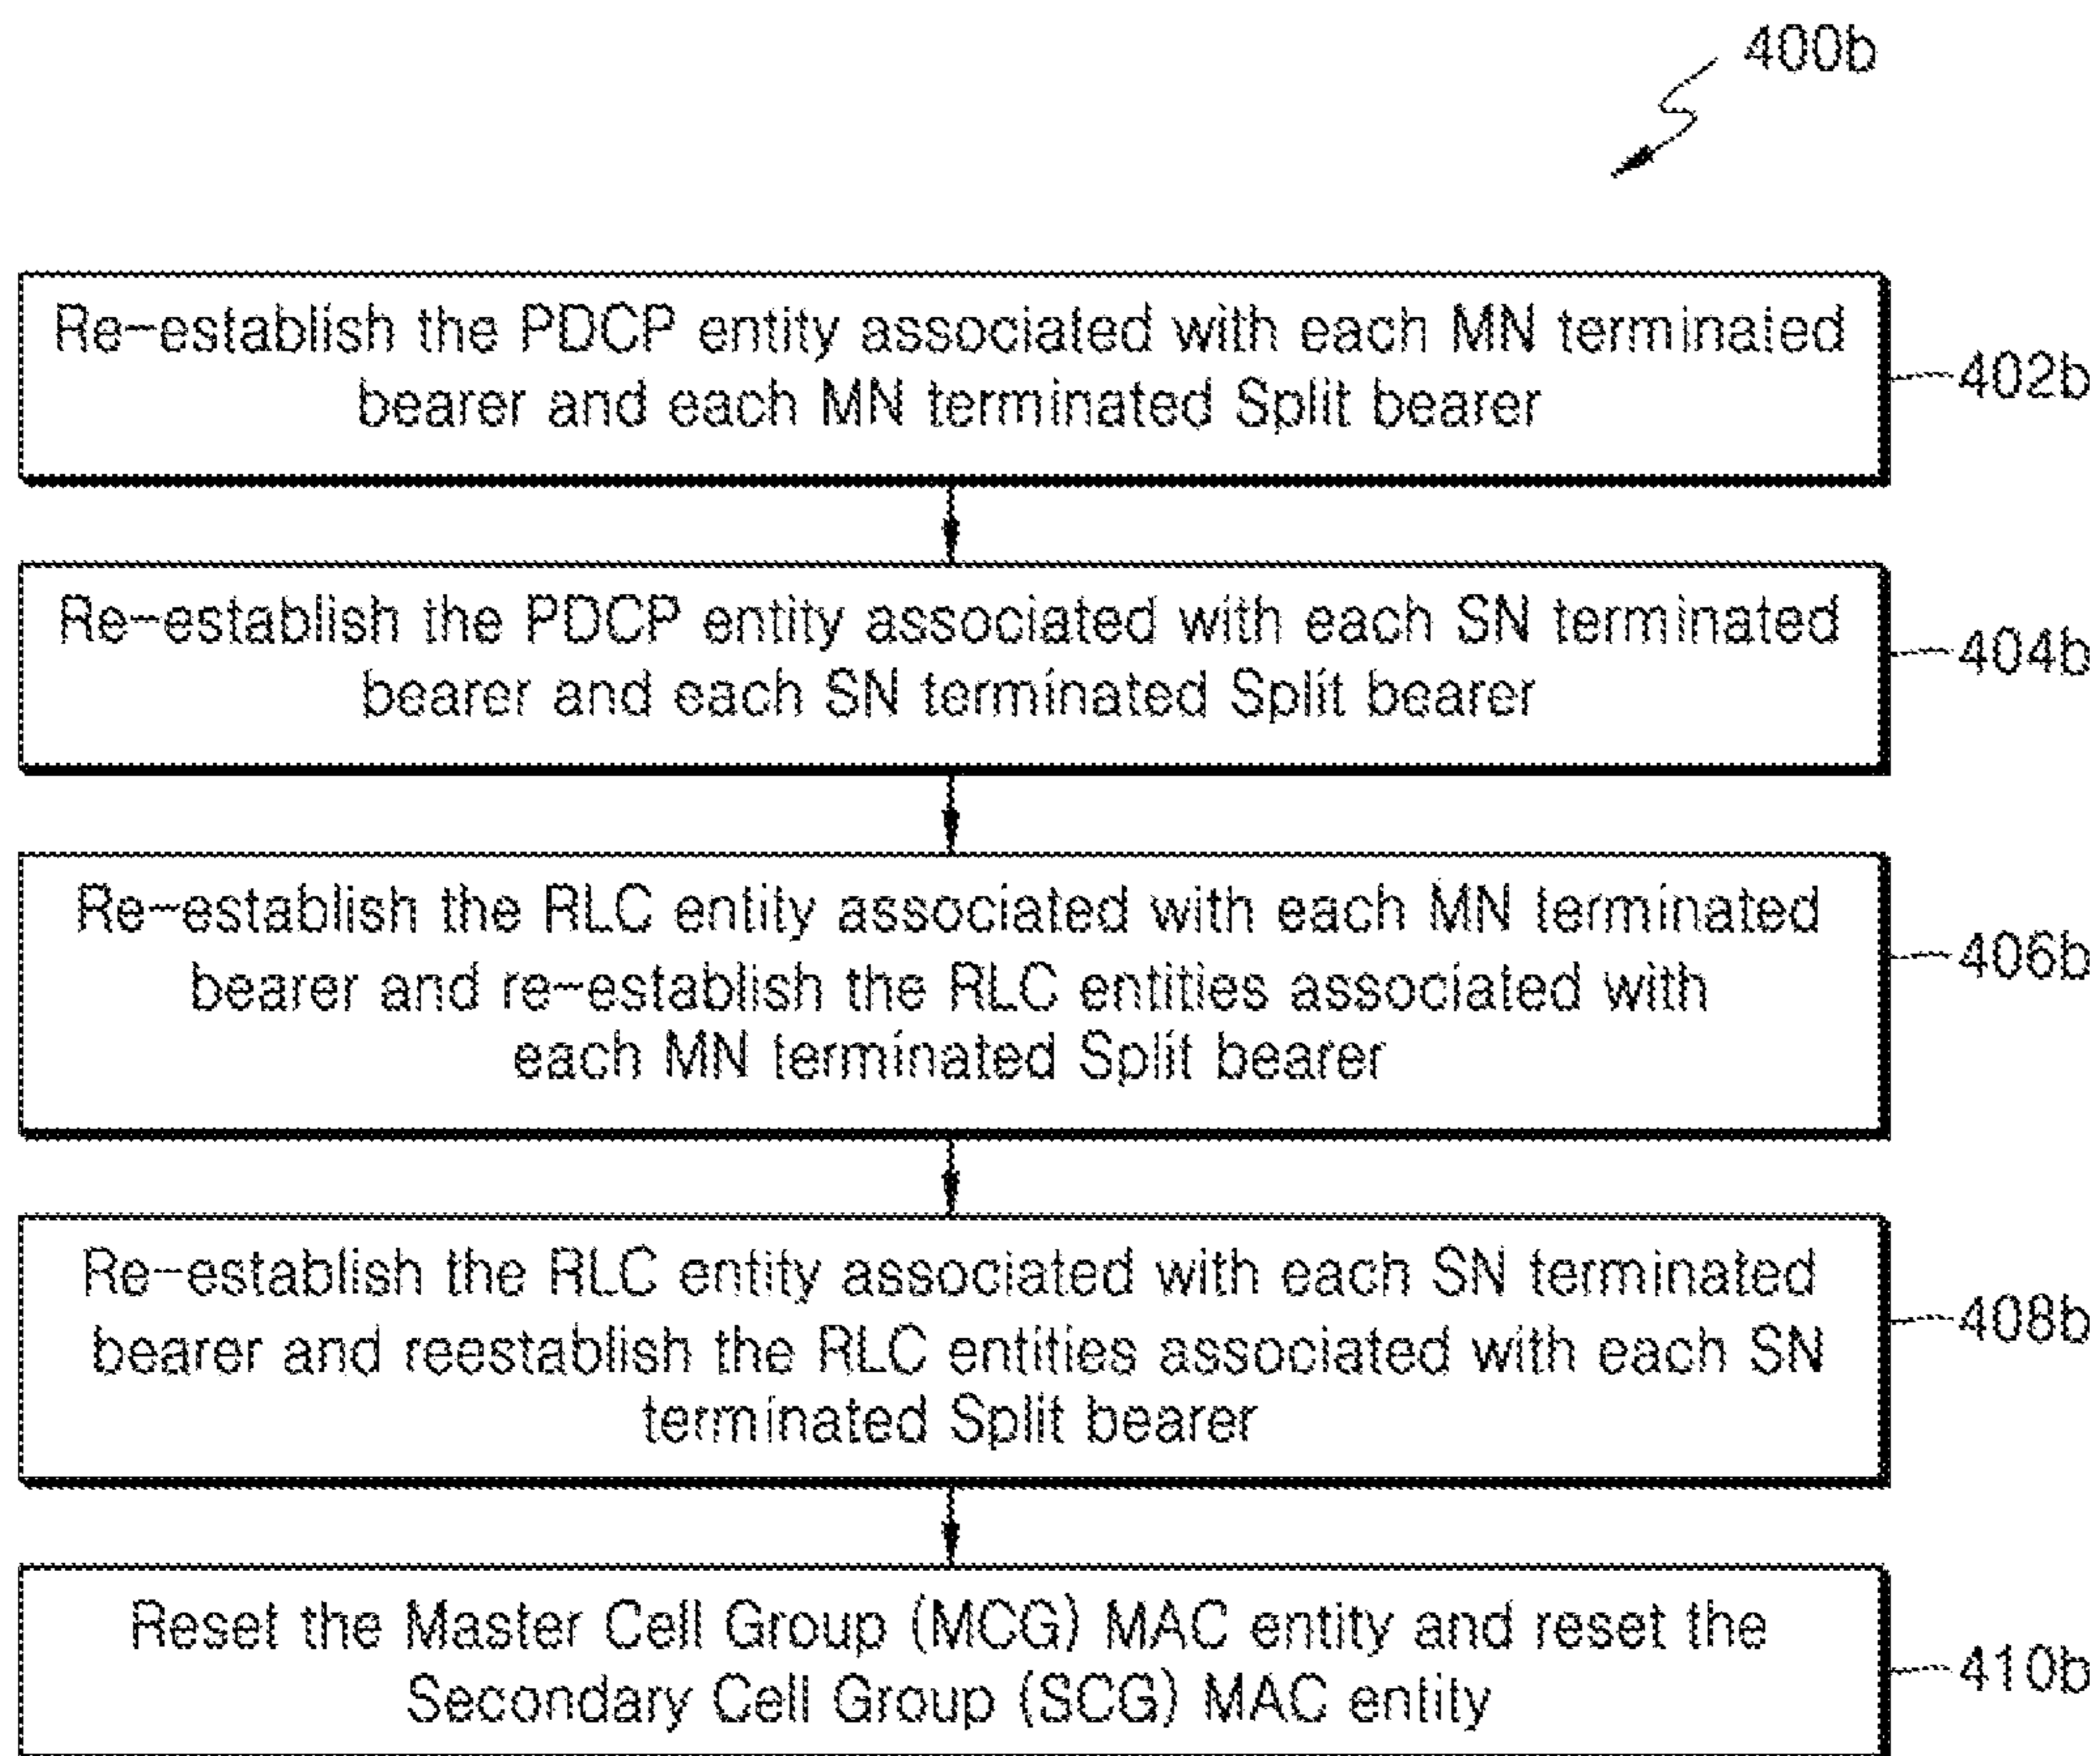 400b
Re-establish the PDCP entity associated with each MN terminated
bearer and each MN terminated Split bearer
402b
Re-establish the PDCP entity associated with each SN terminated
bearer and each SN terminated Split bearer
404b
Re-establish the RLC entity associated with each MN terminated
bearer and re-establish the RLC entities associated with
each MN terminated Split bearer
406b
Re-establish the RLC entity associated with each SN terminated
bearer and reestablish the RLC entities associated with each SN
terminated Split bearer
408b
Reset the Master Cell Group (MCG) MAC entity and reset the
Secondary Cell Group (SCG) MAC entity
410b